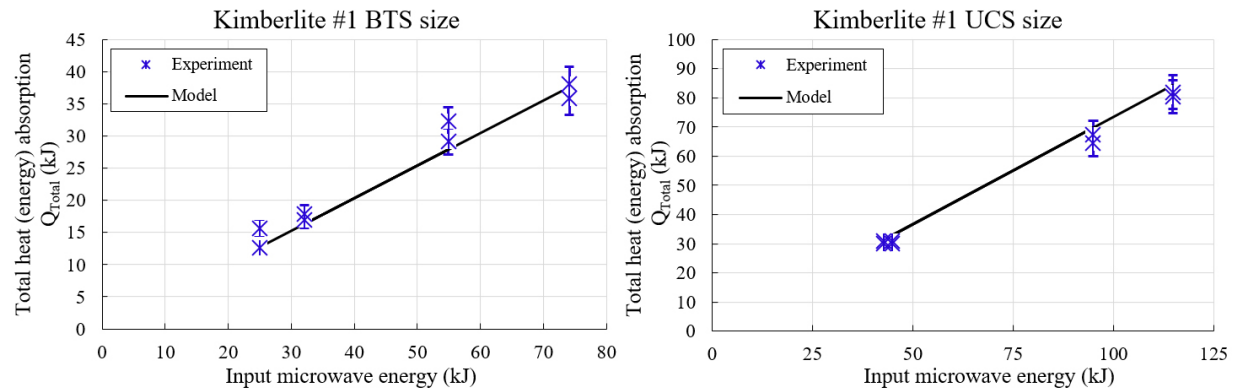 Kimberlite #1 BTS size
Total heat (energy) absorption
Q_Total (kJ)
45
40
35
30
25
20
15
10
5
0
Experiment
Model
0 10 20 30 40 50 60 70 80
Input microwave energy (kJ)
Kimberlite #1 UCS size
Total heat (energy) absorption
Q_Total (kJ)
100
90
80
70
60
50
40
30
20
10
0
Experiment
Model
0 25 50 75 100 125
Input microwave energy (kJ)